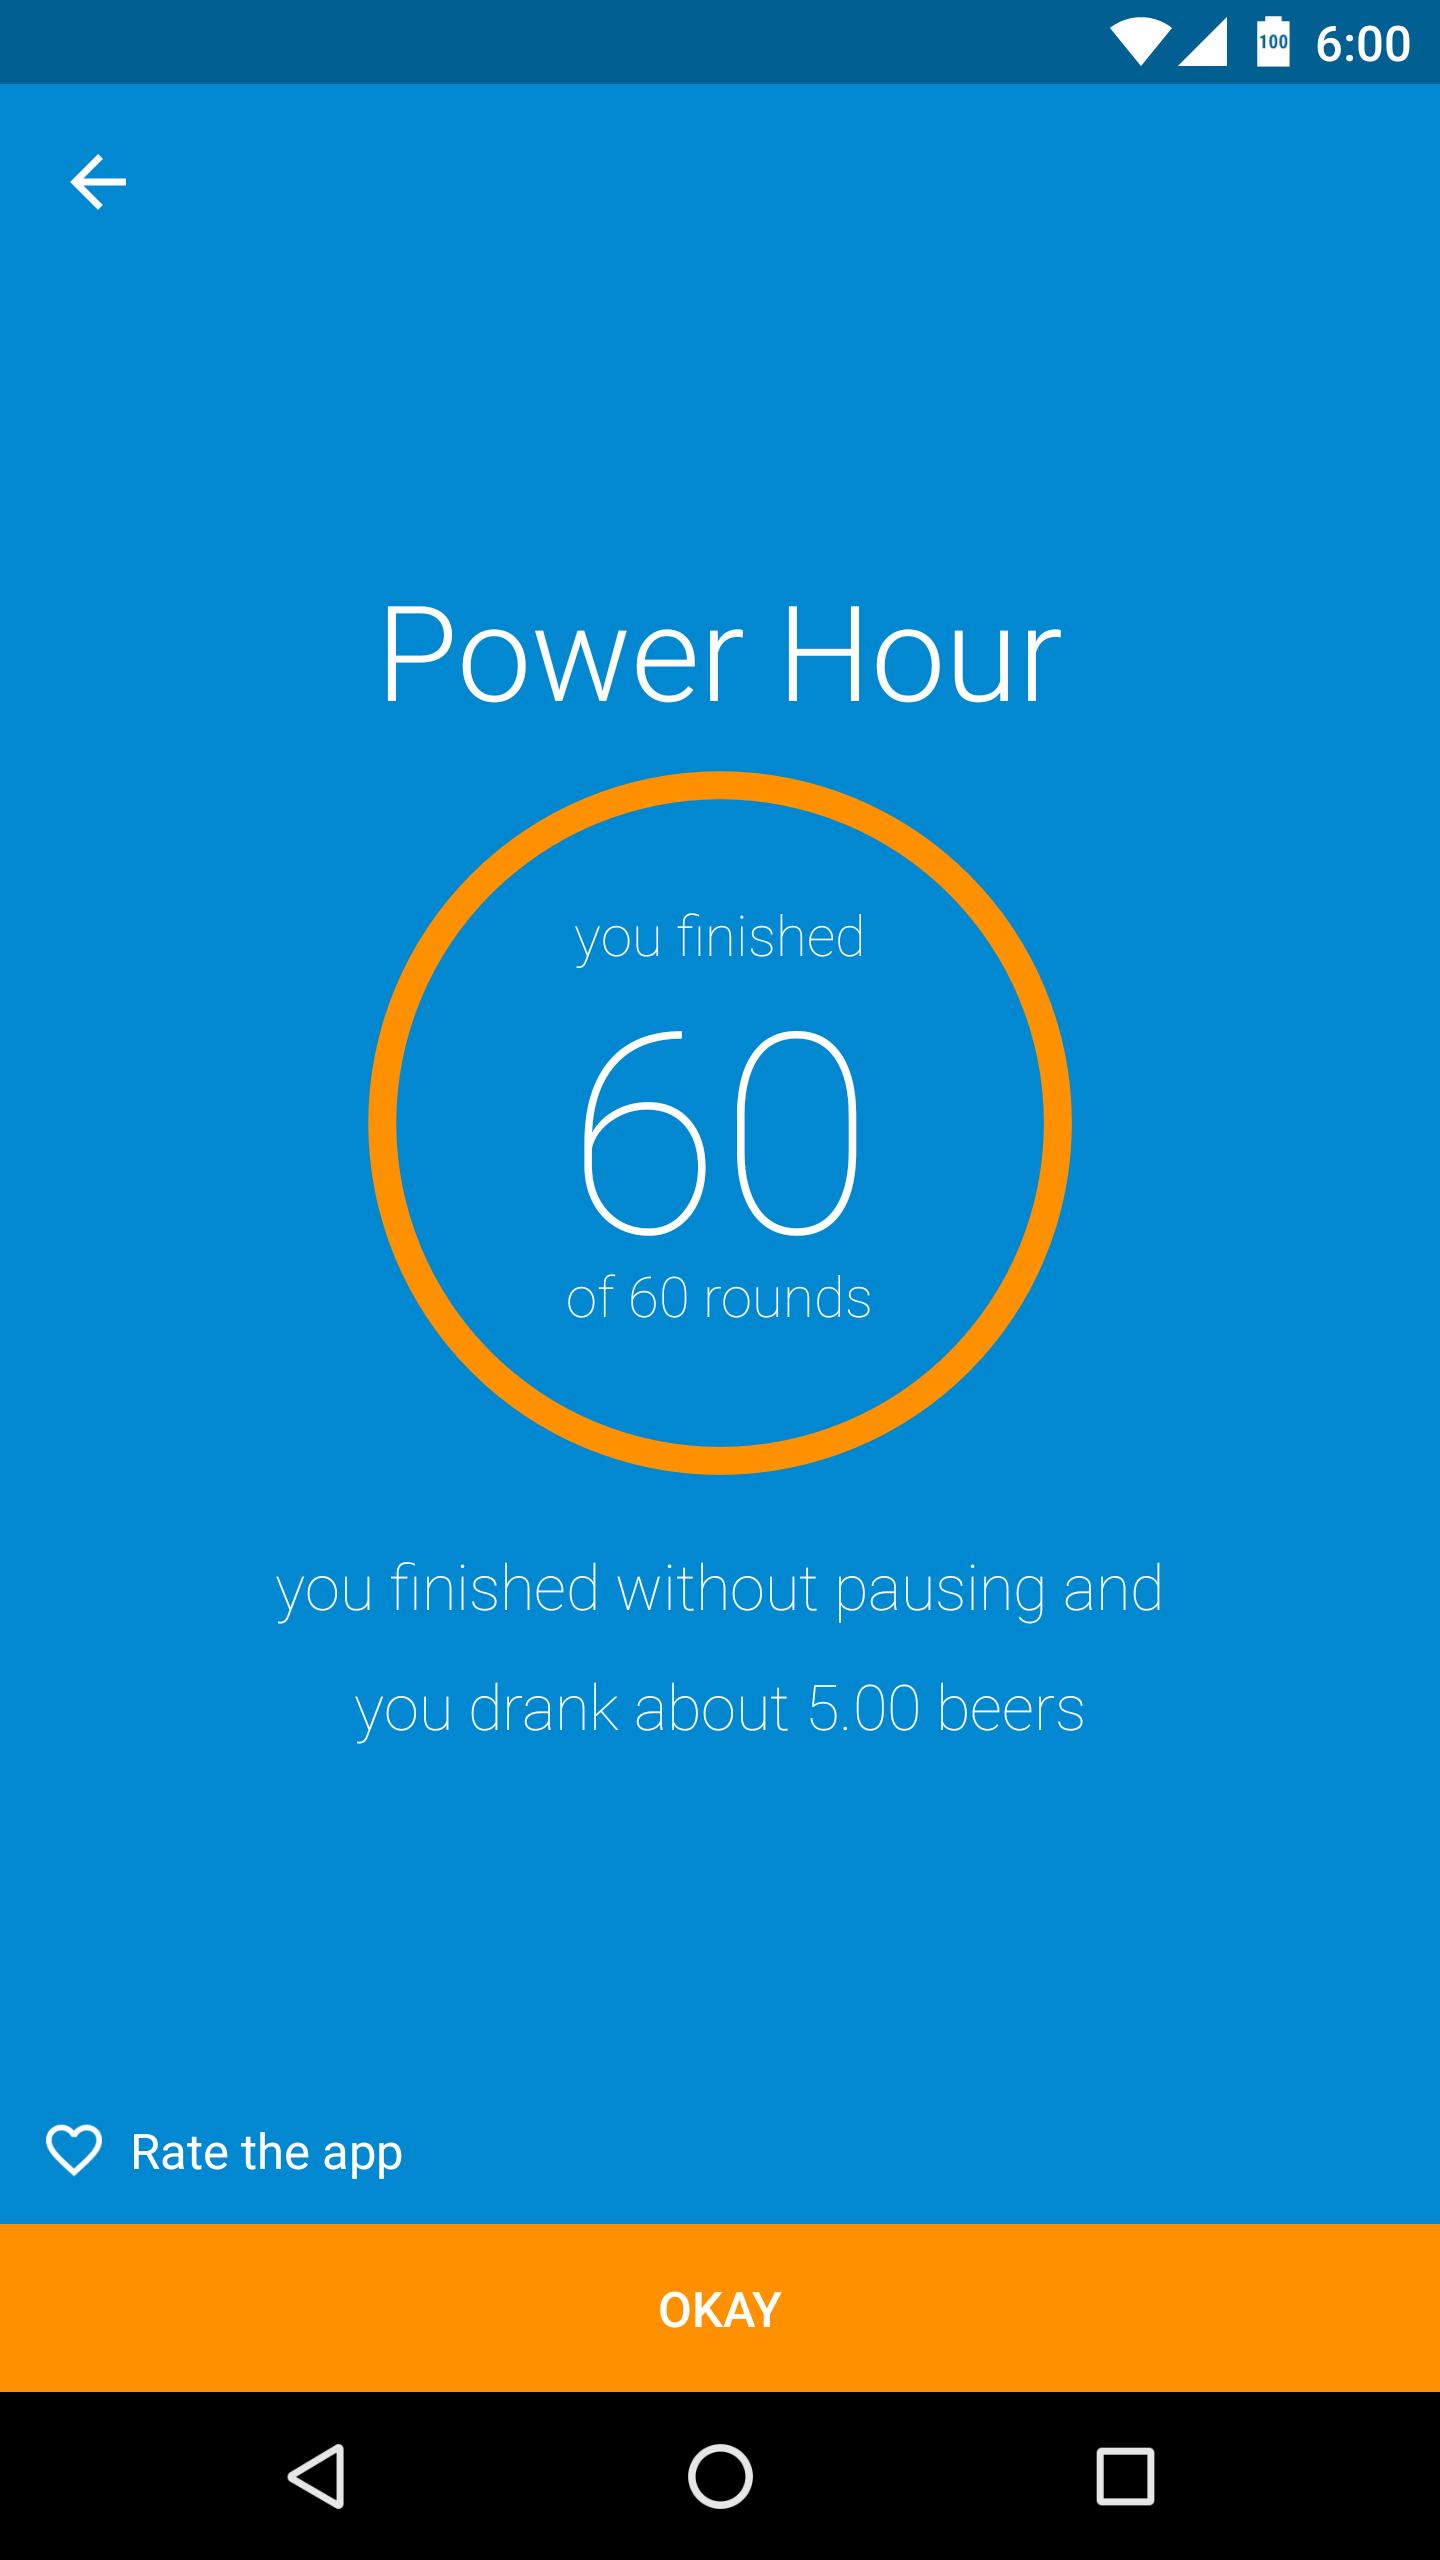 100 6:00
Power Hour
you finished
60
of 60 rounds
you finished without pausing and
you drank about 5.00 beers
Rate the app
OKAY